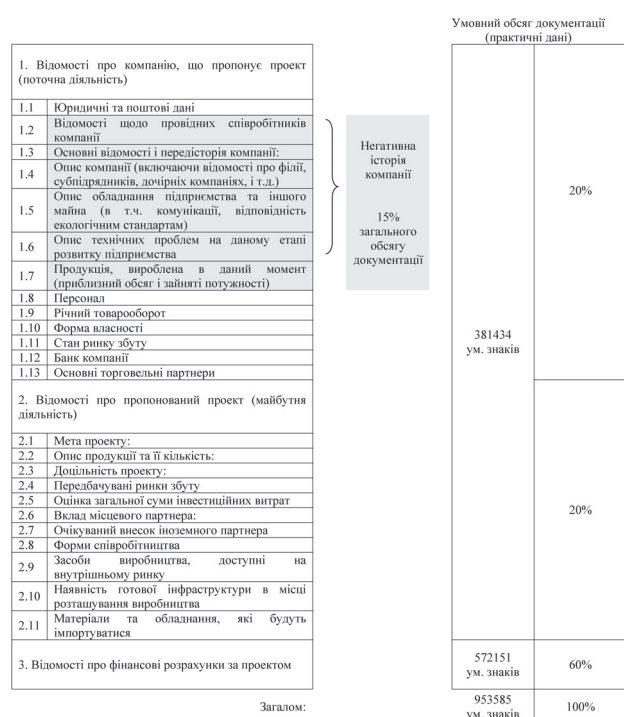 Умовний обсяг документації
(практичні дані)
1. Відомості про компанію, що пропонує проект
(поточна діяльність)
1.1 Юридичні та поштові дані
1.2 Відомості щодо провідних співробітників
компанії
1.3 Основні відомості і передісторія компанії:
1.4 Опис компанії (включаючи відомості про філії,
субпідрядників, дочірніх компаніях, і т.д.)
1.5 Опис обладнання підприємства та іншого
майна (в т.ч. комунікації, відповідність
екологічним стандартам)
1.6 Опис технічних проблем на даному етапі
розвитку підприємства
1.7 Продукція, вироблена в даний момент
(приблизний обсяг і зайняті потужності)
1.8 Персонал
1.9 Річний товарооборот
1.10 Форма власності
1.11 Стан ринку збуту
1.12 Банк компанії
1.13 Основні торговельні партнери
Негативна
історія
компанії
15%
загального
обсягу
документації
20%
381434
ум. знаків
2. Відомості про пропонований проект (майбутня
діяльність)
2.1 Мета проекту:
2.2 Опис продукції та її кількість:
2.3 Доцільність проекту:
2.4 Передбачувані ринки збуту
2.5 Оцінка загальної суми інвестиційних витрат
2.6 Вклад місцевого партнера:
2.7 Очікуваний внесок іноземного партнера
2.8 Форми співробітництва
2.9 Засоби виробництва, доступні на
внутрішньому ринку
2.10 Наявність готової інфраструктури в місці
розташування виробництва
2.11 Матеріали та обладнання, які будуть
імпортуватися
20%
3. Відомості про фінансові розрахунки за проектом
572151
ум. знаків
60%
Загалом:
953585
ум. знаків
100%